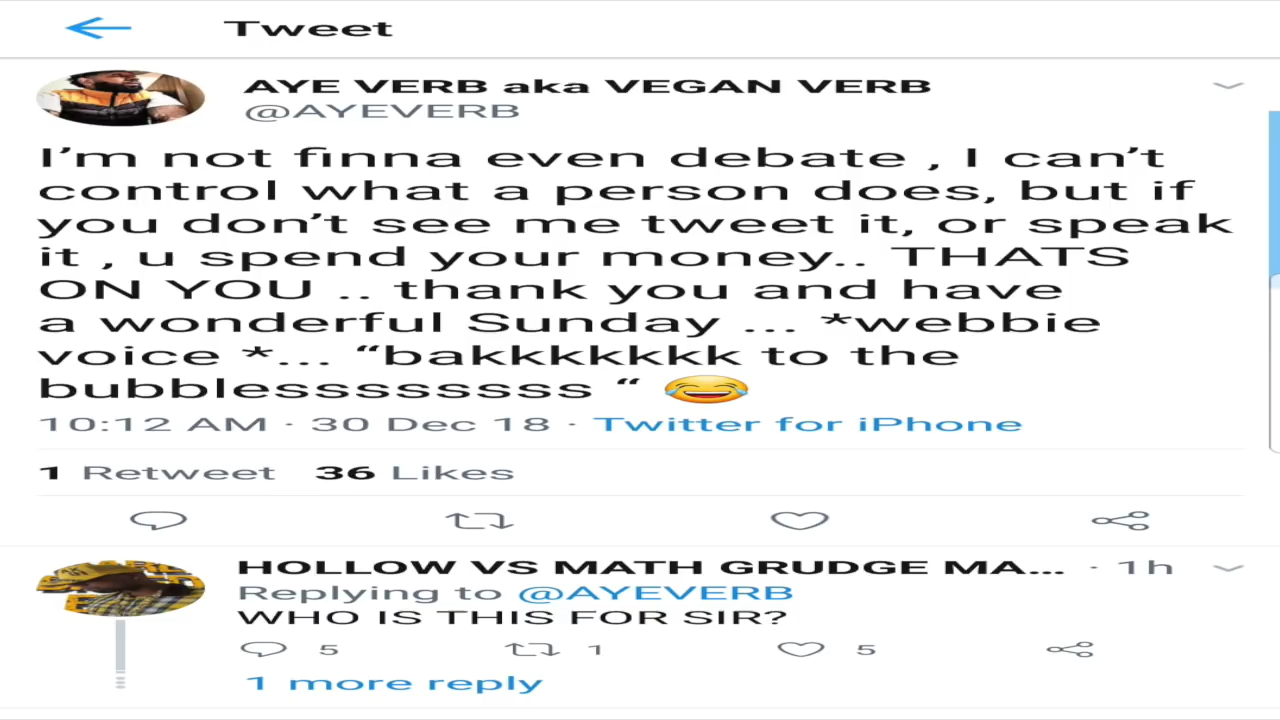 Tweet
AYE VERB aka VEGAN VERB
@AYEVERB
I’m not finna even debate , I can’t
control what a person does, but if
you don’t see me tweet it, or speak
it , u spend your money.. THATS
ON YOU .. thank you and have
a wonderful Sunday ... *webbie
voice *... “bakkkkkkk to the
bubblesssssssss “ 😂
10:12 AM · 30 Dec 18 · Twitter for iPhone
1 Retweet 36 Likes
HOLLOW VS MATH GRUDGE MA... · 1h
Replying to @AYEVERB
WHO IS THIS FOR SIR?
5 1 5
1 more reply